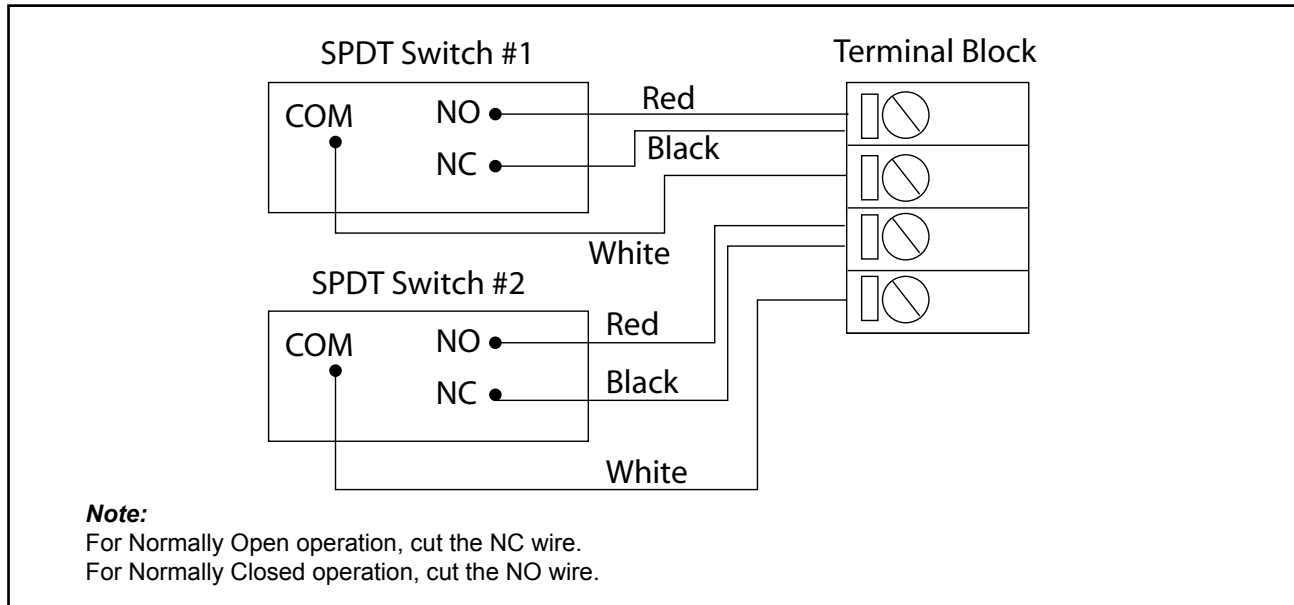 SPDT Switch #1
Terminal Block
COM
NO
NC
Red
Black
White
SPDT Switch #2
COM
NO
NC
Red
Black
White
Note:
For Normally Open operation, cut the NC wire.
For Normally Closed operation, cut the NO wire.